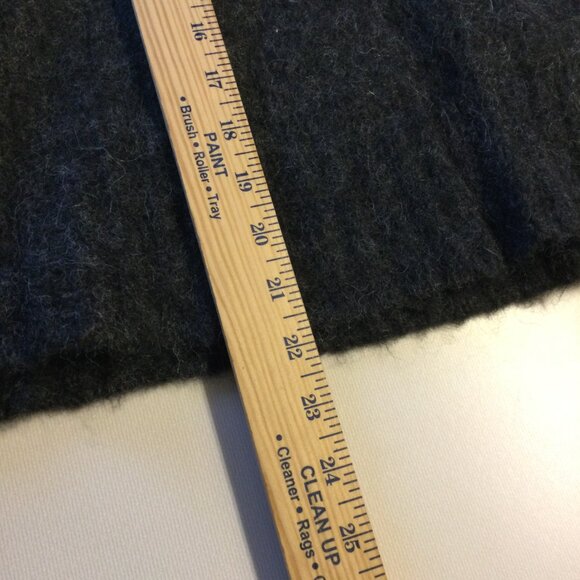 16
17
18
19
20
21
22
23
24
25
PAINT
• Brush • Roller • Tray
CLEAN UP
• Cleaner • Rags •